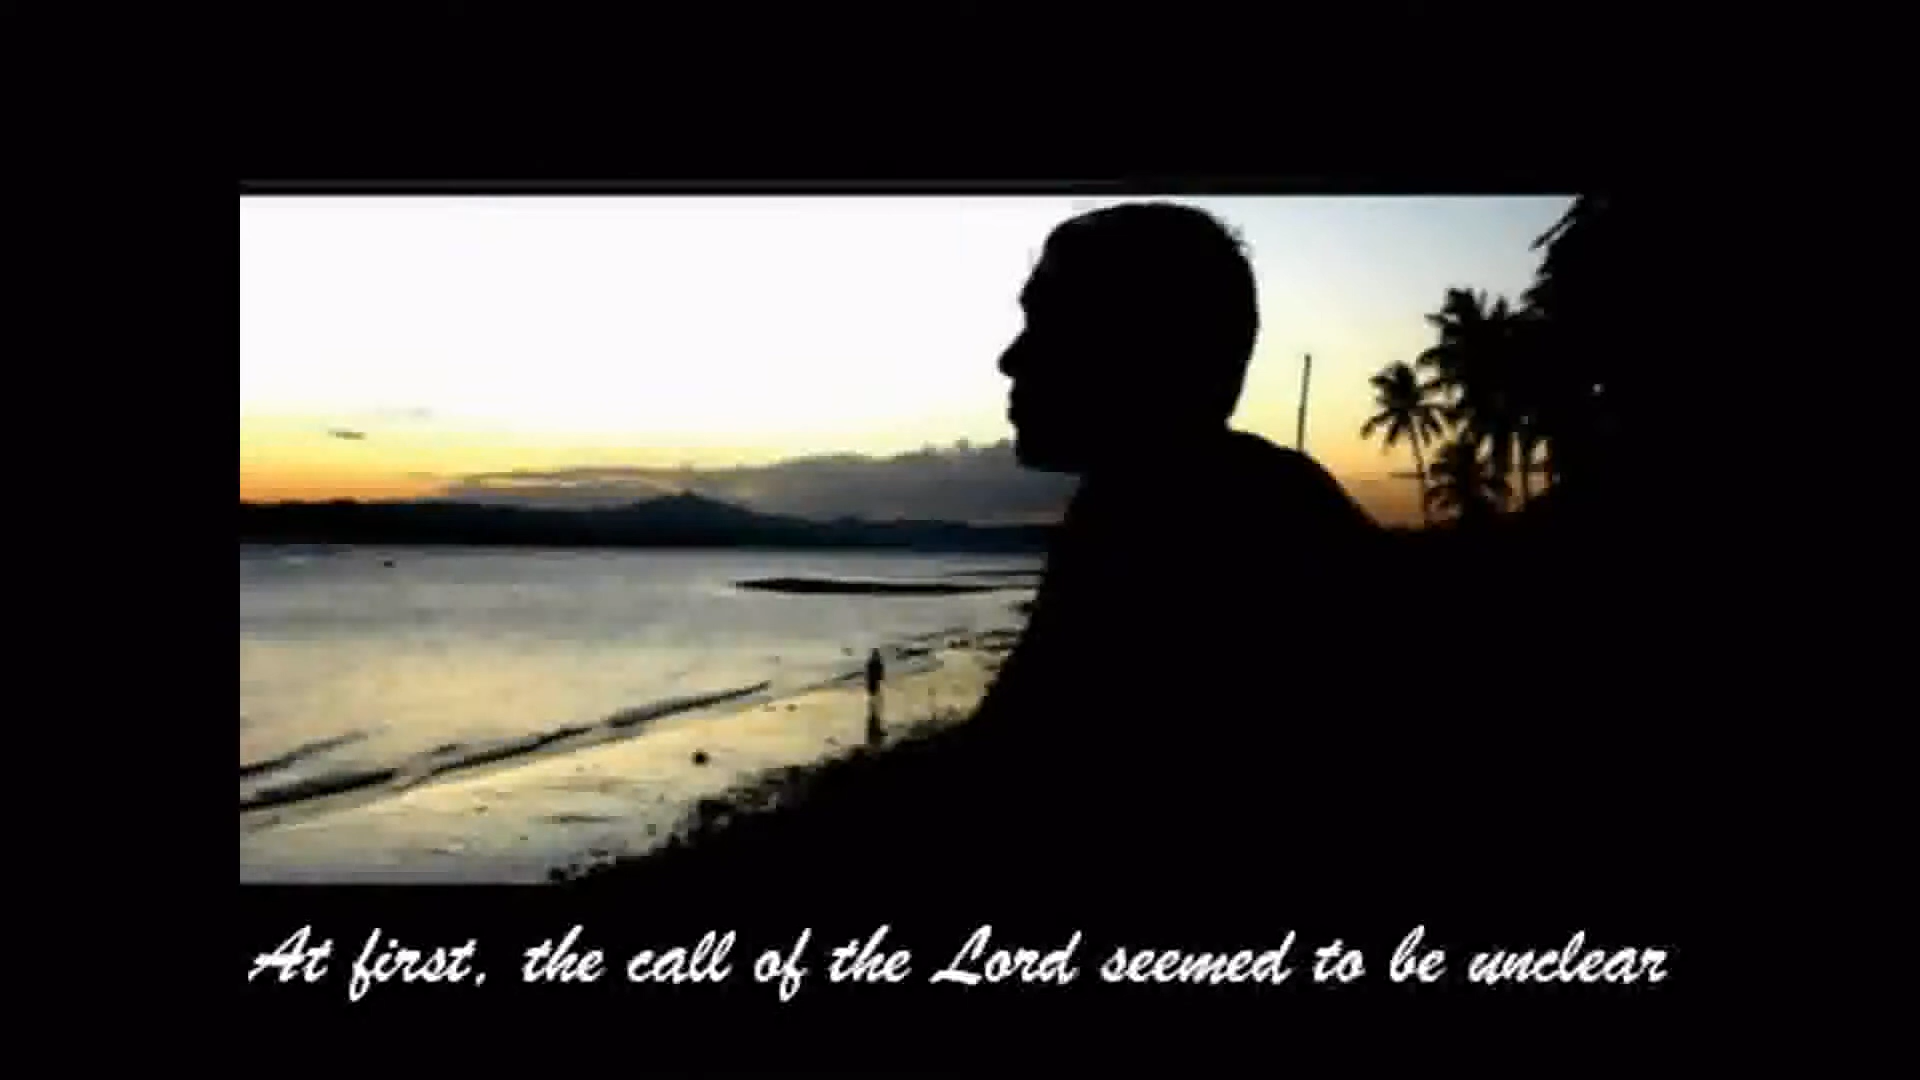 At first, the call of the Lord seemed to be unclear